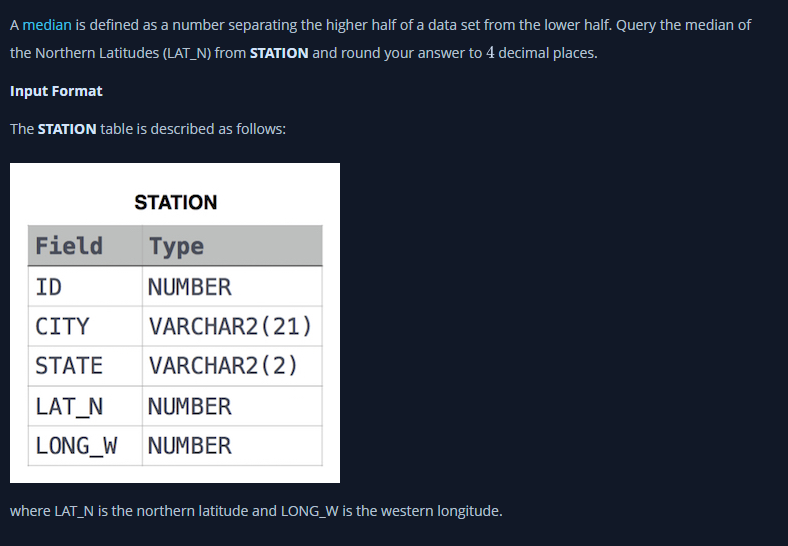 A median is defined as a number separating the higher half of a data set from the lower half. Query the median of
the Northern Latitudes (LAT_N) from STATION and round your answer to 4 decimal places.
Input Format
The STATION table is described as follows:
STATION
Field Type
ID NUMBER
CITY VARCHAR2(21)
STATE VARCHAR2(2)
LAT_N NUMBER
LONG_W NUMBER
where LAT_N is the northern latitude and LONG_W is the western longitude.